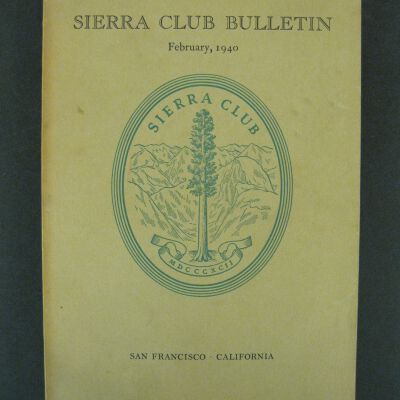 SIERRA CLUB BULLETIN
February, 1940
SIERRA CLUB
MDCCCXCII
SAN FRANCISCO · CALIFORNIA